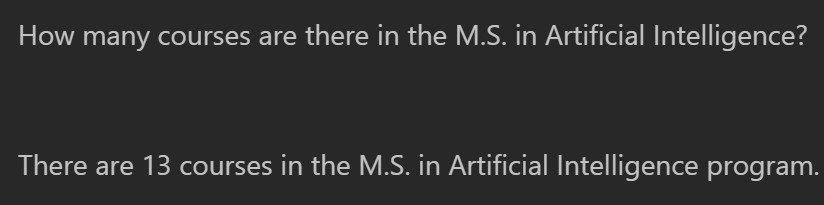 How many courses are there in the M.S. in Artificial Intelligence?
There are 13 courses in the M.S. in Artificial Intelligence program.